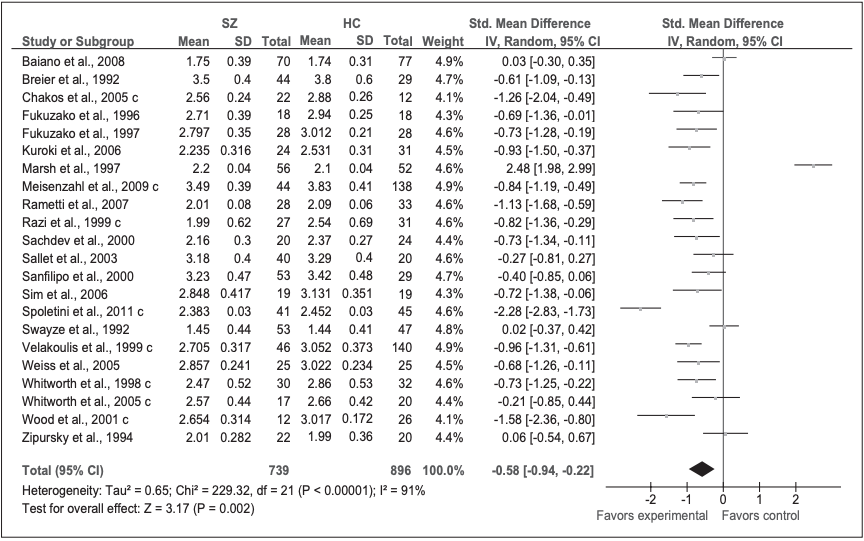 SZ HC Std. Mean Difference Std. Mean Difference
Study or Subgroup Mean SD Total Mean SD Total Weight IV, Random, 95% CI IV, Random, 95% CI
Baiano et al., 2008 1.75 0.39 70 1.74 0.31 77 4.9% 0.03 [-0.30, 0.35]
Breier et al., 1992 3.5 0.4 44 3.8 0.6 29 4.7% -0.61 [-1.09, -0.13]
Chakos et al., 2005 c 2.56 0.24 22 2.88 0.26 12 4.1% -1.26 [-2.04, -0.49]
Fukuzako et al., 1996 2.71 0.39 18 2.94 0.25 18 4.4% -0.69 [-1.36, -0.01]
Fukuzako et al., 1997 2.797 0.35 28 3.012 0.21 28 4.6% -0.73 [-1.28, -0.19]
Kuroki et al., 2006 2.235 0.316 24 2.531 0.31 31 4.5% -0.93 [-1.50, -0.37]
Marsh et al., 1997 2.2 0.04 56 2.1 0.04 52 4.6% 2.48 [1.98, 2.99]
Meisenzahl et al., 2009 c 3.49 0.39 44 3.83 0.41 138 4.9% -0.84 [-1.19, -0.49]
Rametti et al., 2007 2.01 0.08 28 2.09 0.06 33 4.6% -1.13 [-1.68, -0.59]
Razi et al., 1999 c 1.99 0.62 27 2.54 0.69 31 4.6% -0.82 [-1.36, -0.29]
Sachdev et al., 2000 2.16 0.3 20 2.37 0.27 24 4.4% -0.73 [-1.34, -0.11]
Sallet et al., 2003 3.18 0.4 40 3.29 0.4 20 4.6% -0.27 [-0.81, 0.27]
Sanfilipo et al., 2000 3.23 0.47 53 3.42 0.48 29 4.7% -0.40 [-0.85, 0.06]
Sim et al., 2006 2.848 0.417 19 3.131 0.351 19 4.4% -0.72 [-1.38, -0.06]
Spoletini et al., 2011 c 2.383 0.03 41 2.452 0.03 45 4.5% -2.28 [-2.83, -1.73]
Swayze et al., 1992 1.45 0.44 53 1.44 0.41 47 4.8% 0.02 [-0.37, 0.42]
Velakoulis et al., 1999 c 2.705 0.317 46 3.052 0.373 140 4.9% -0.96 [-1.31, -0.61]
Weiss et al., 2005 2.857 0.241 25 3.022 0.234 25 4.5% -0.68 [-1.26, -0.11]
Whitworth et al., 1998 c 2.47 0.52 30 2.86 0.53 32 4.6% -0.73 [-1.25, -0.22]
Whitworth et al., 2005 c 2.57 0.44 17 2.66 0.42 20 4.4% -0.21 [-0.85, 0.44]
Wood et al., 2001 c 2.654 0.314 12 3.017 0.172 26 4.1% -1.58 [-2.36, -0.80]
Zipursky et al., 1994 2.01 0.282 22 1.99 0.36 20 4.4% 0.06 [-0.54, 0.67]
Total (95% CI) 739 896 100.0% -0.58 [-0.94, -0.22]
Heterogeneity: Tau² = 0.65; Chi² = 229.32, df = 21 (P < 0.00001); I² = 91%
Test for overall effect: Z = 3.17 (P = 0.002)
-2 -1 0 1 2
Favors experimental Favors control